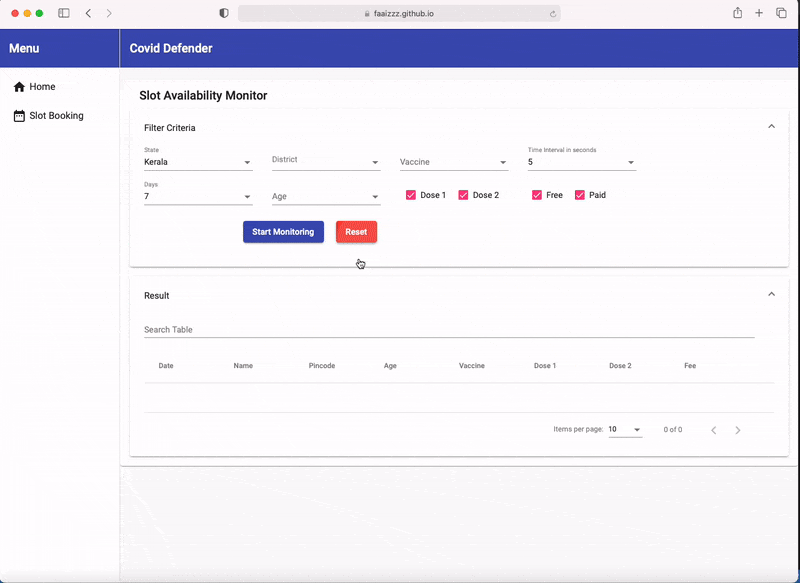 faaizzz.github.io
Menu
Covid Defender
Home
Slot Booking
Slot Availability Monitor
Filter Criteria
State
Kerala
District
Vaccine
Time Interval in seconds
5
Days
7
Age
Dose 1
Dose 2
Free
Paid
Start Monitoring
Reset
Result
Search Table
Date Name Pincode Age Vaccine Dose 1 Dose 2 Fee
Items per page: 10 0 of 0